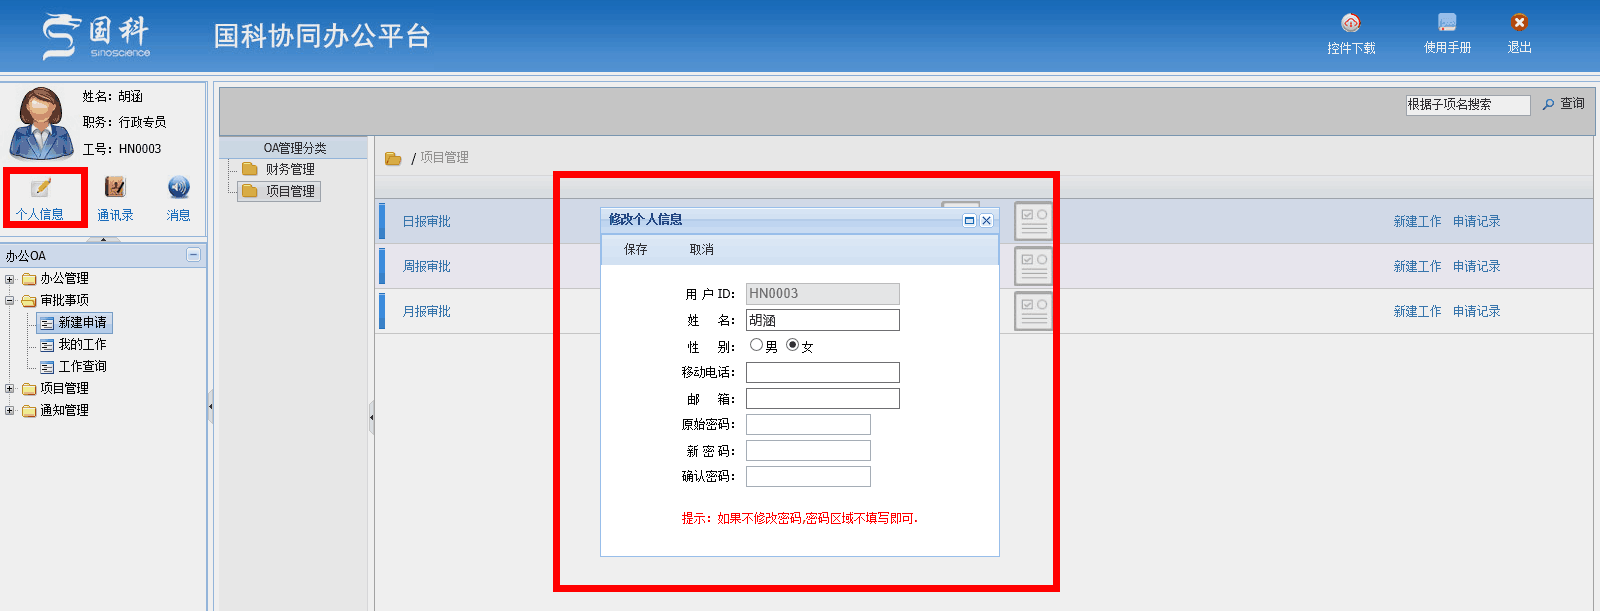 国科
sinoscience
国科协同办公平台
控件下载
使用手册
退出
姓名：胡涵
职务：行政专员
工号：HN0003
个人信息
通讯录
消息
根据子项名搜索
查询
办公OA
办公管理
审批事项
新建申请
我的工作
工作查询
项目管理
通知管理
OA管理分类
财务管理
项目管理
/ 项目管理
日报审批
新建工作 申请记录
周报审批
新建工作 申请记录
月报审批
新建工作 申请记录
修改个人信息
保存 取消
用 户 ID： HN0003
姓 名： 胡涵
性 别： 男 女
移动电话：
邮 箱：
原始密码：
新 密 码：
确认密码：
提示：如果不修改密码,密码区域不填写即可.